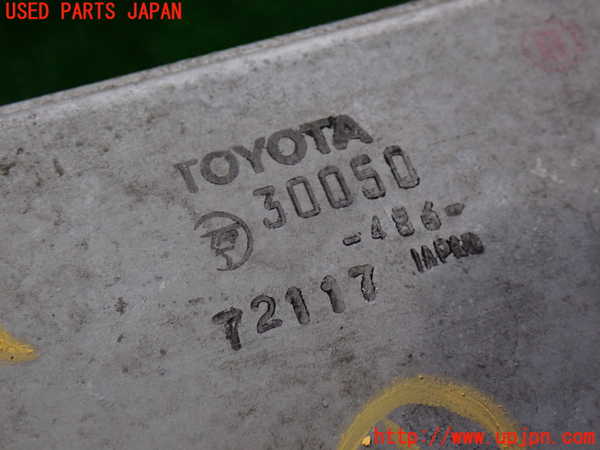 USED PARTS JAPAN
TOYOTA
30050
-486-
72117
JAPAN
http://www.upjpn.com/